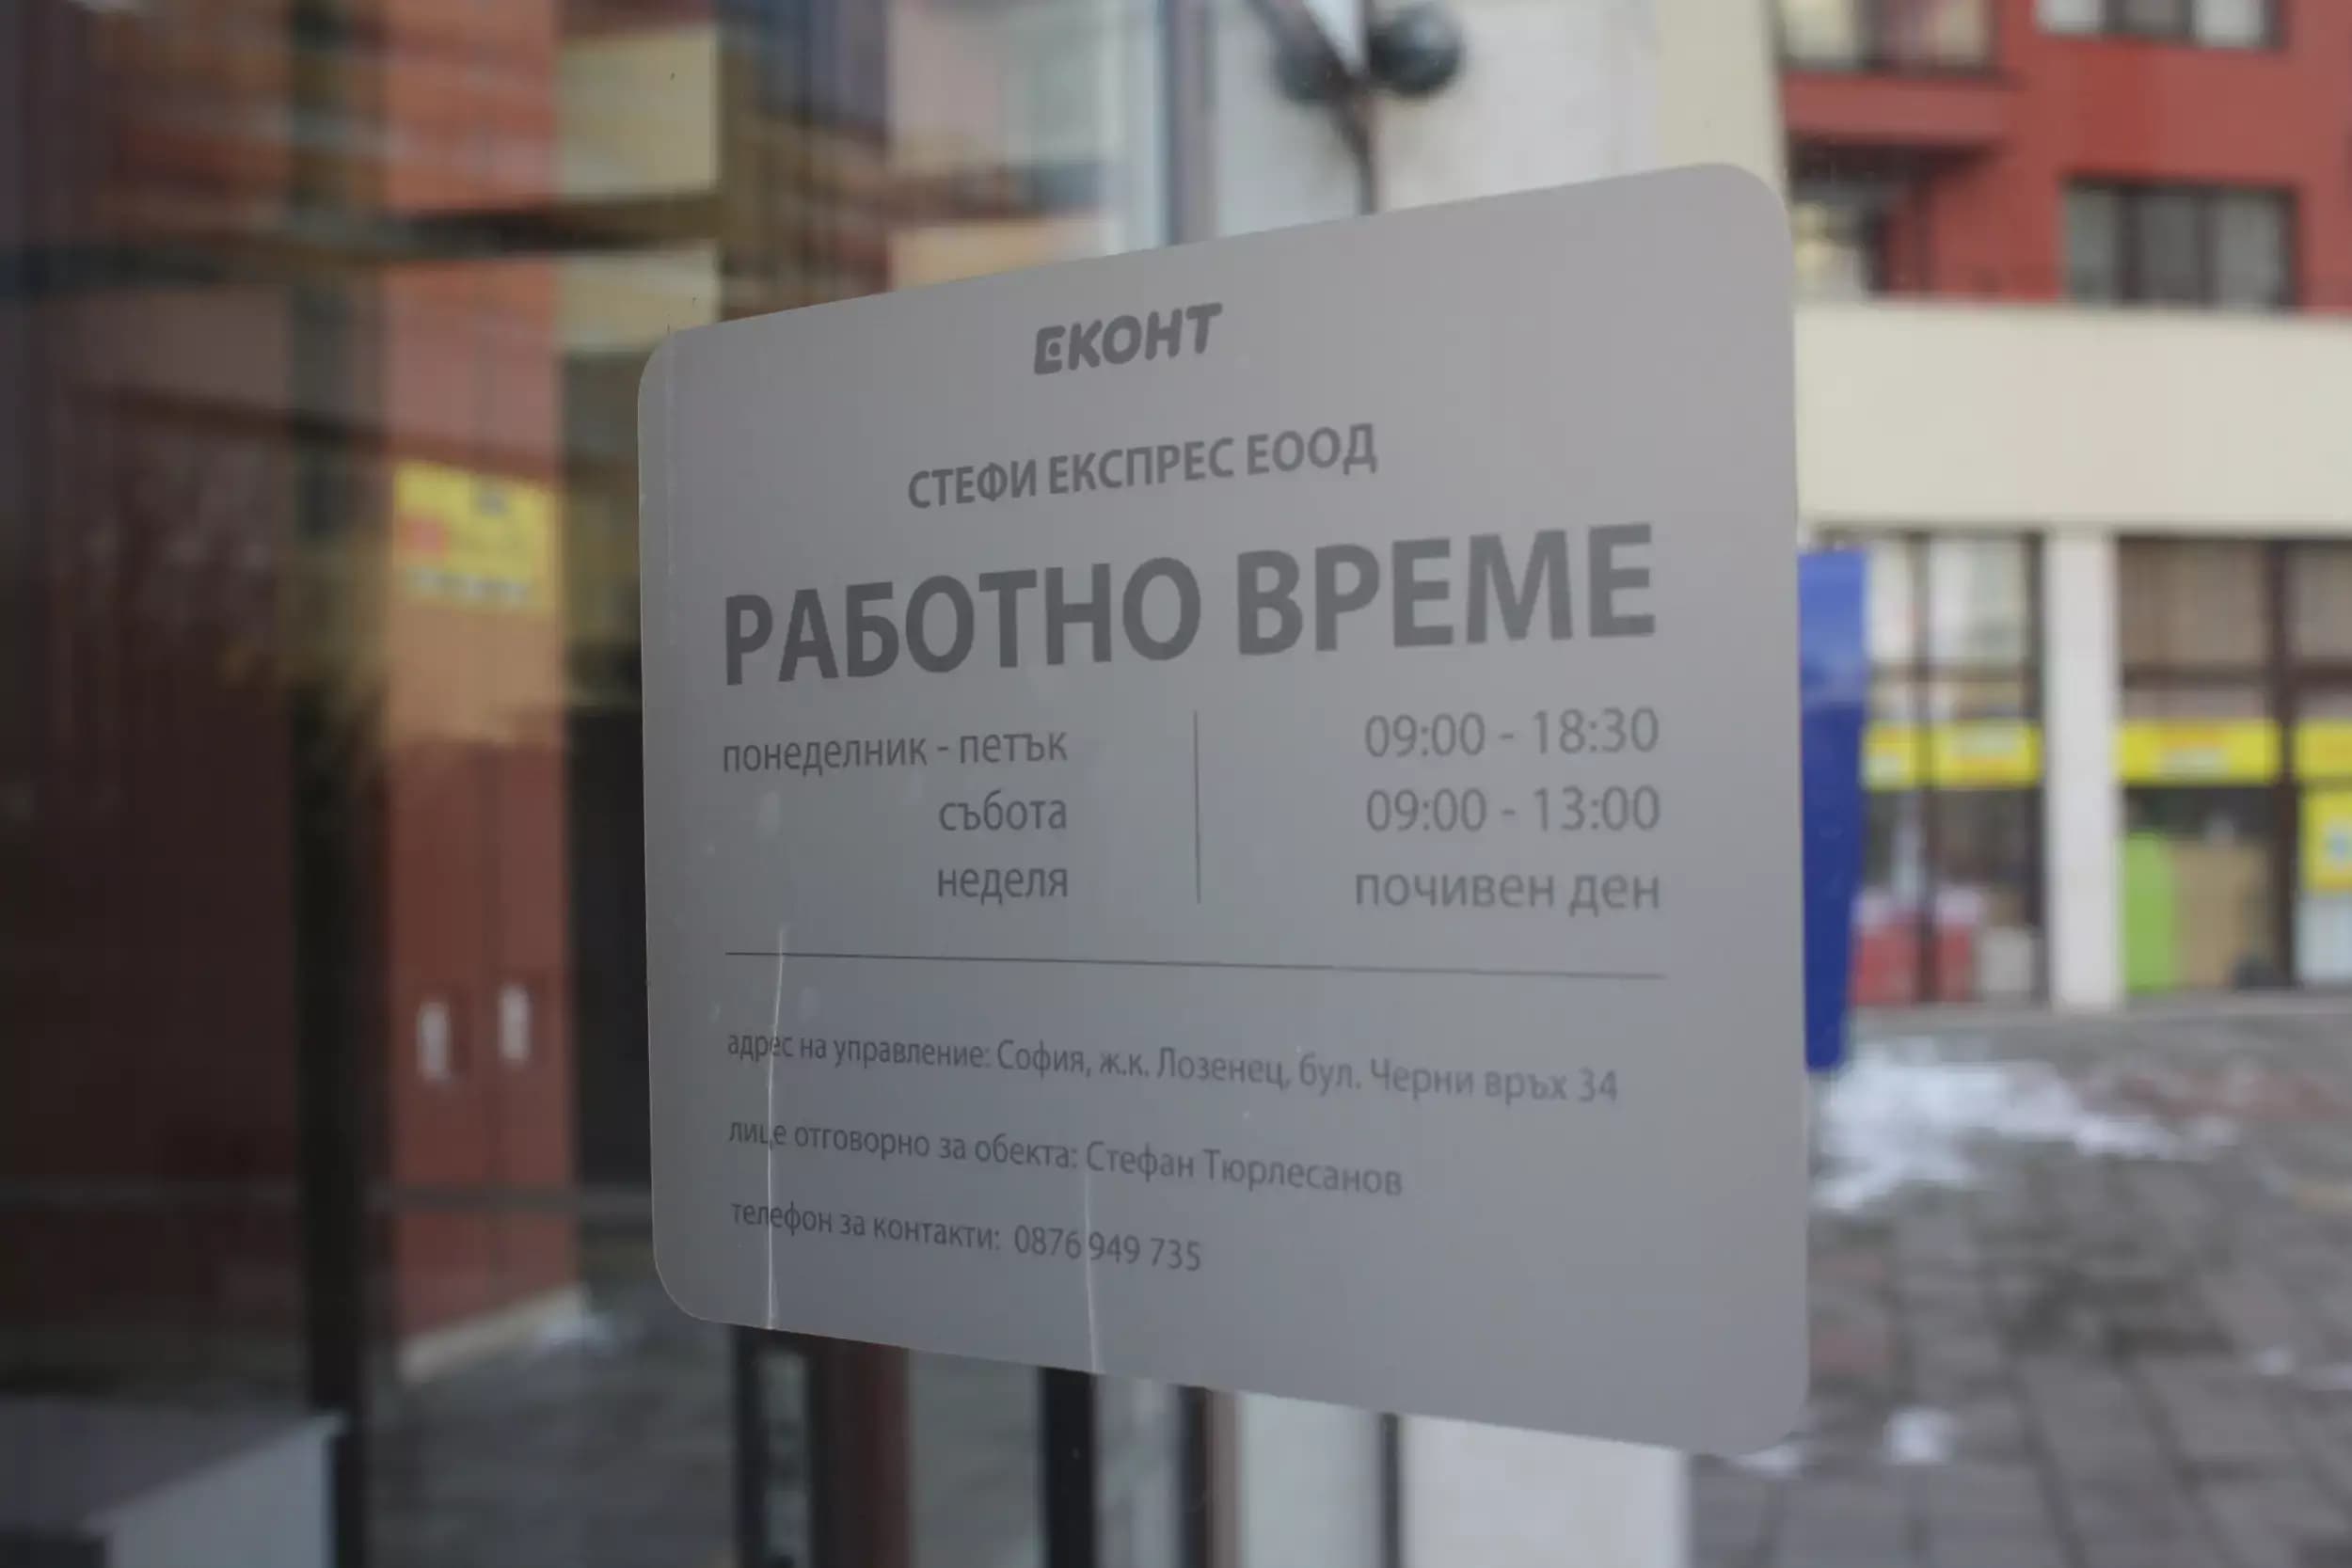 ЕКОНТ
СТЕФИ ЕКСПРЕС ЕООД
РАБОТНО ВРЕМЕ
понеделник - петък 09:00 - 18:30
събота 09:00 - 13:00
неделя почивен ден
адрес на управление: София, ж.к. Лозенец, бул. Черни връх 34
лице отговорно за обекта: Стефан Тюрлесанов
телефон за контакти: 0876 949 735